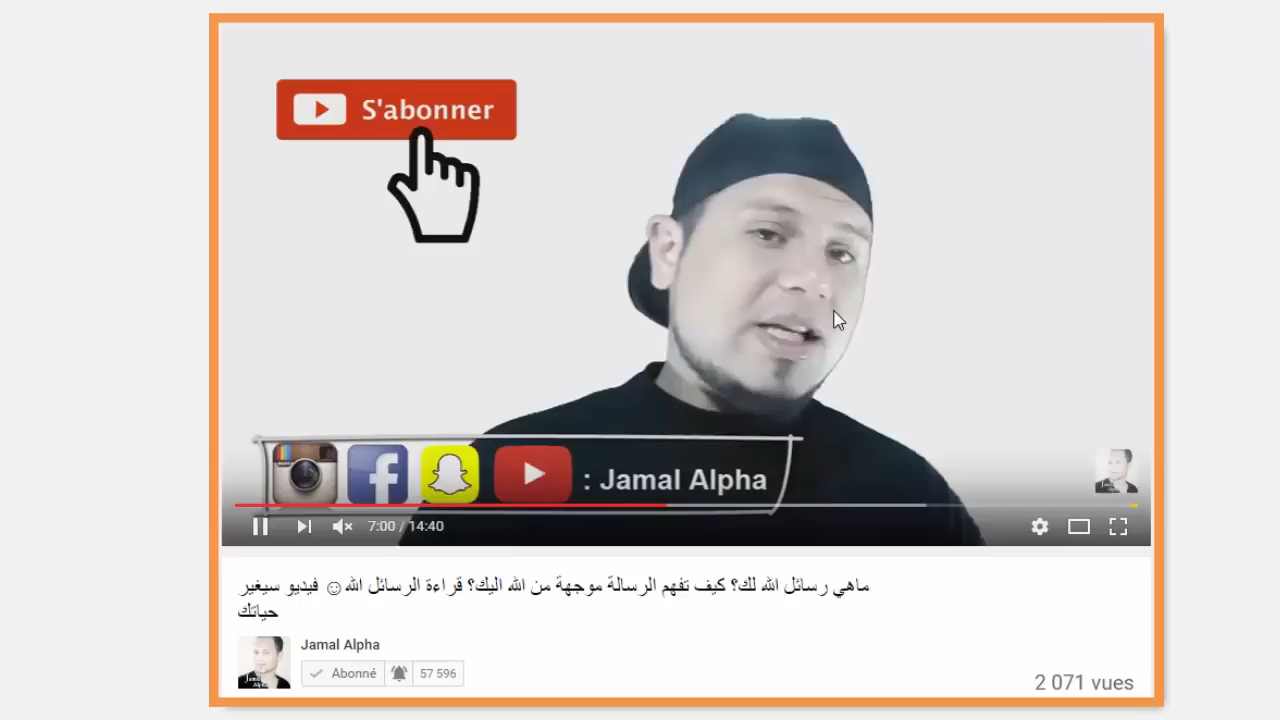 S'abonner
: Jamal Alpha
7:00 / 14:40
ماهي رسائل الله لك؟ كيف تفهم الرسالة موجهة من الله اليك؟ قراءة الرسائل الله☺ فيديو سيغير
حياتك
Jamal Alpha
Abonné 57 596
2 071 vues